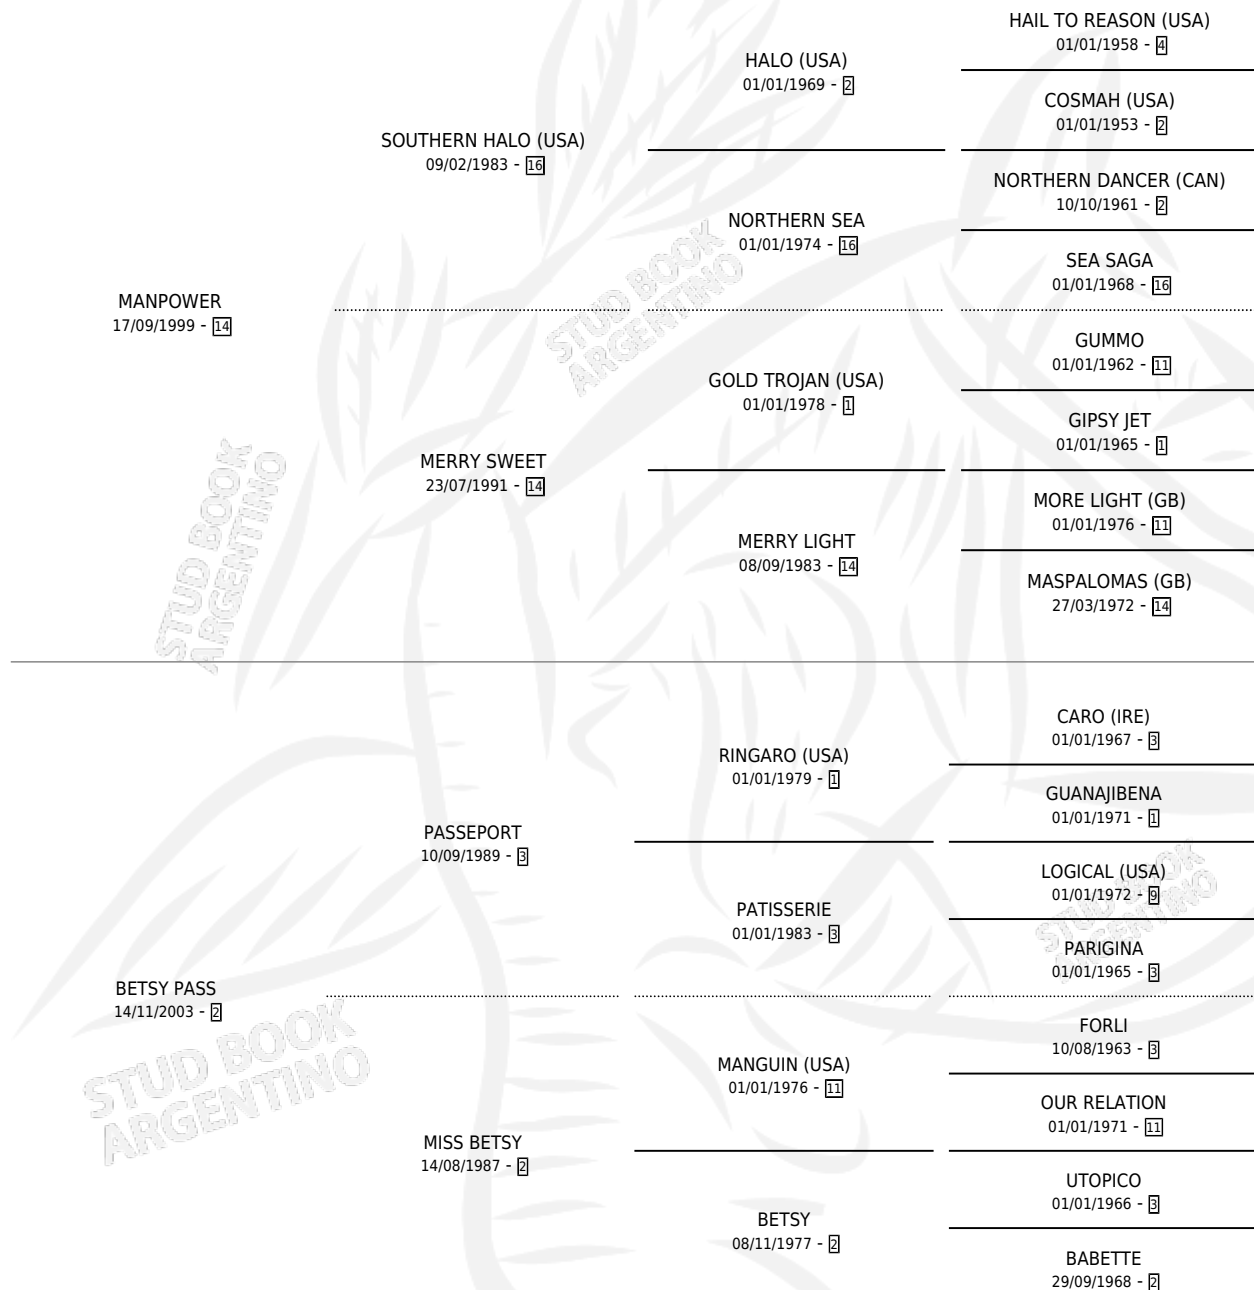 HAIL TO REASON (USA)
01/01/1958 - 4
HALO (USA)
01/01/1969 - 2
COSMAH (USA)
01/01/1953 - 2
SOUTHERN HALO (USA)
09/02/1983 - 16
NORTHERN DANCER (CAN)
10/10/1961 - 2
NORTHERN SEA
01/01/1974 - 16
SEA SAGA
01/01/1968 - 16
MANPOWER
17/09/1999 - 14
GUMMO
01/01/1962 - 11
GOLD TROJAN (USA)
01/01/1978 - 1
GIPSY JET
01/01/1965 - 1
MERRY SWEET
23/07/1991 - 14
MORE LIGHT (GB)
01/01/1976 - 11
MERRY LIGHT
08/09/1983 - 14
MASPALOMAS (GB)
27/03/1972 - 14
CARO (IRE)
01/01/1967 - 3
RINGARO (USA)
01/01/1979 - 1
GUANAJIBENA
01/01/1971 - 1
PASSEPORT
10/09/1989 - 3
LOGICAL (USA)
01/01/1972 - 9
PATISSERIE
01/01/1983 - 3
PARIGINA
01/01/1965 - 3
BETSY PASS
14/11/2003 - 2
FORLI
10/08/1963 - 3
MANGUIN (USA)
01/01/1976 - 11
OUR RELATION
01/01/1971 - 11
MISS BETSY
14/08/1987 - 2
UTOPICO
01/01/1966 - 3
BETSY
08/11/1977 - 2
BABETTE
29/09/1968 - 2
STUD BOOK
ARGENTINO
STUD BOOK
ARGENTINO
STUD BOOK
ARGENTINO
STUD BOOK
ARGENTINO